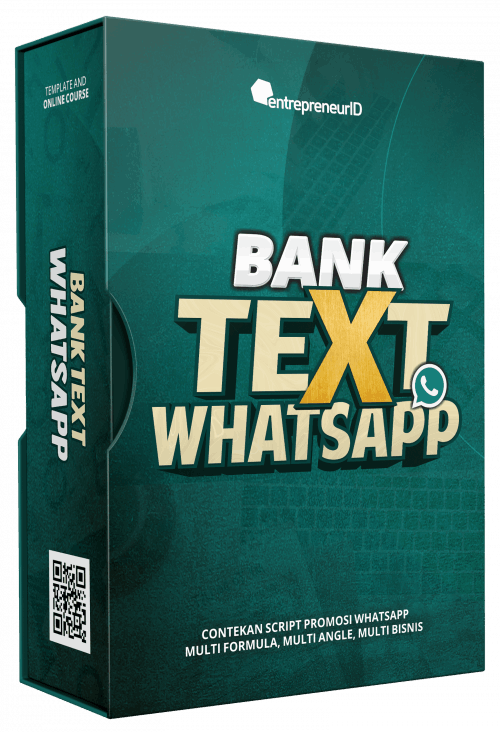 TEMPLATE AND
ONLINE COURSE
BANK TEXT
WHATSAPP
entrepreneurID
BANK
TEXT
WHATSAPP
CONTEKAN SCRIPT PROMOSI WHATSAPP
MULTI FORMULA, MULTI ANGLE, MULTI BISNIS